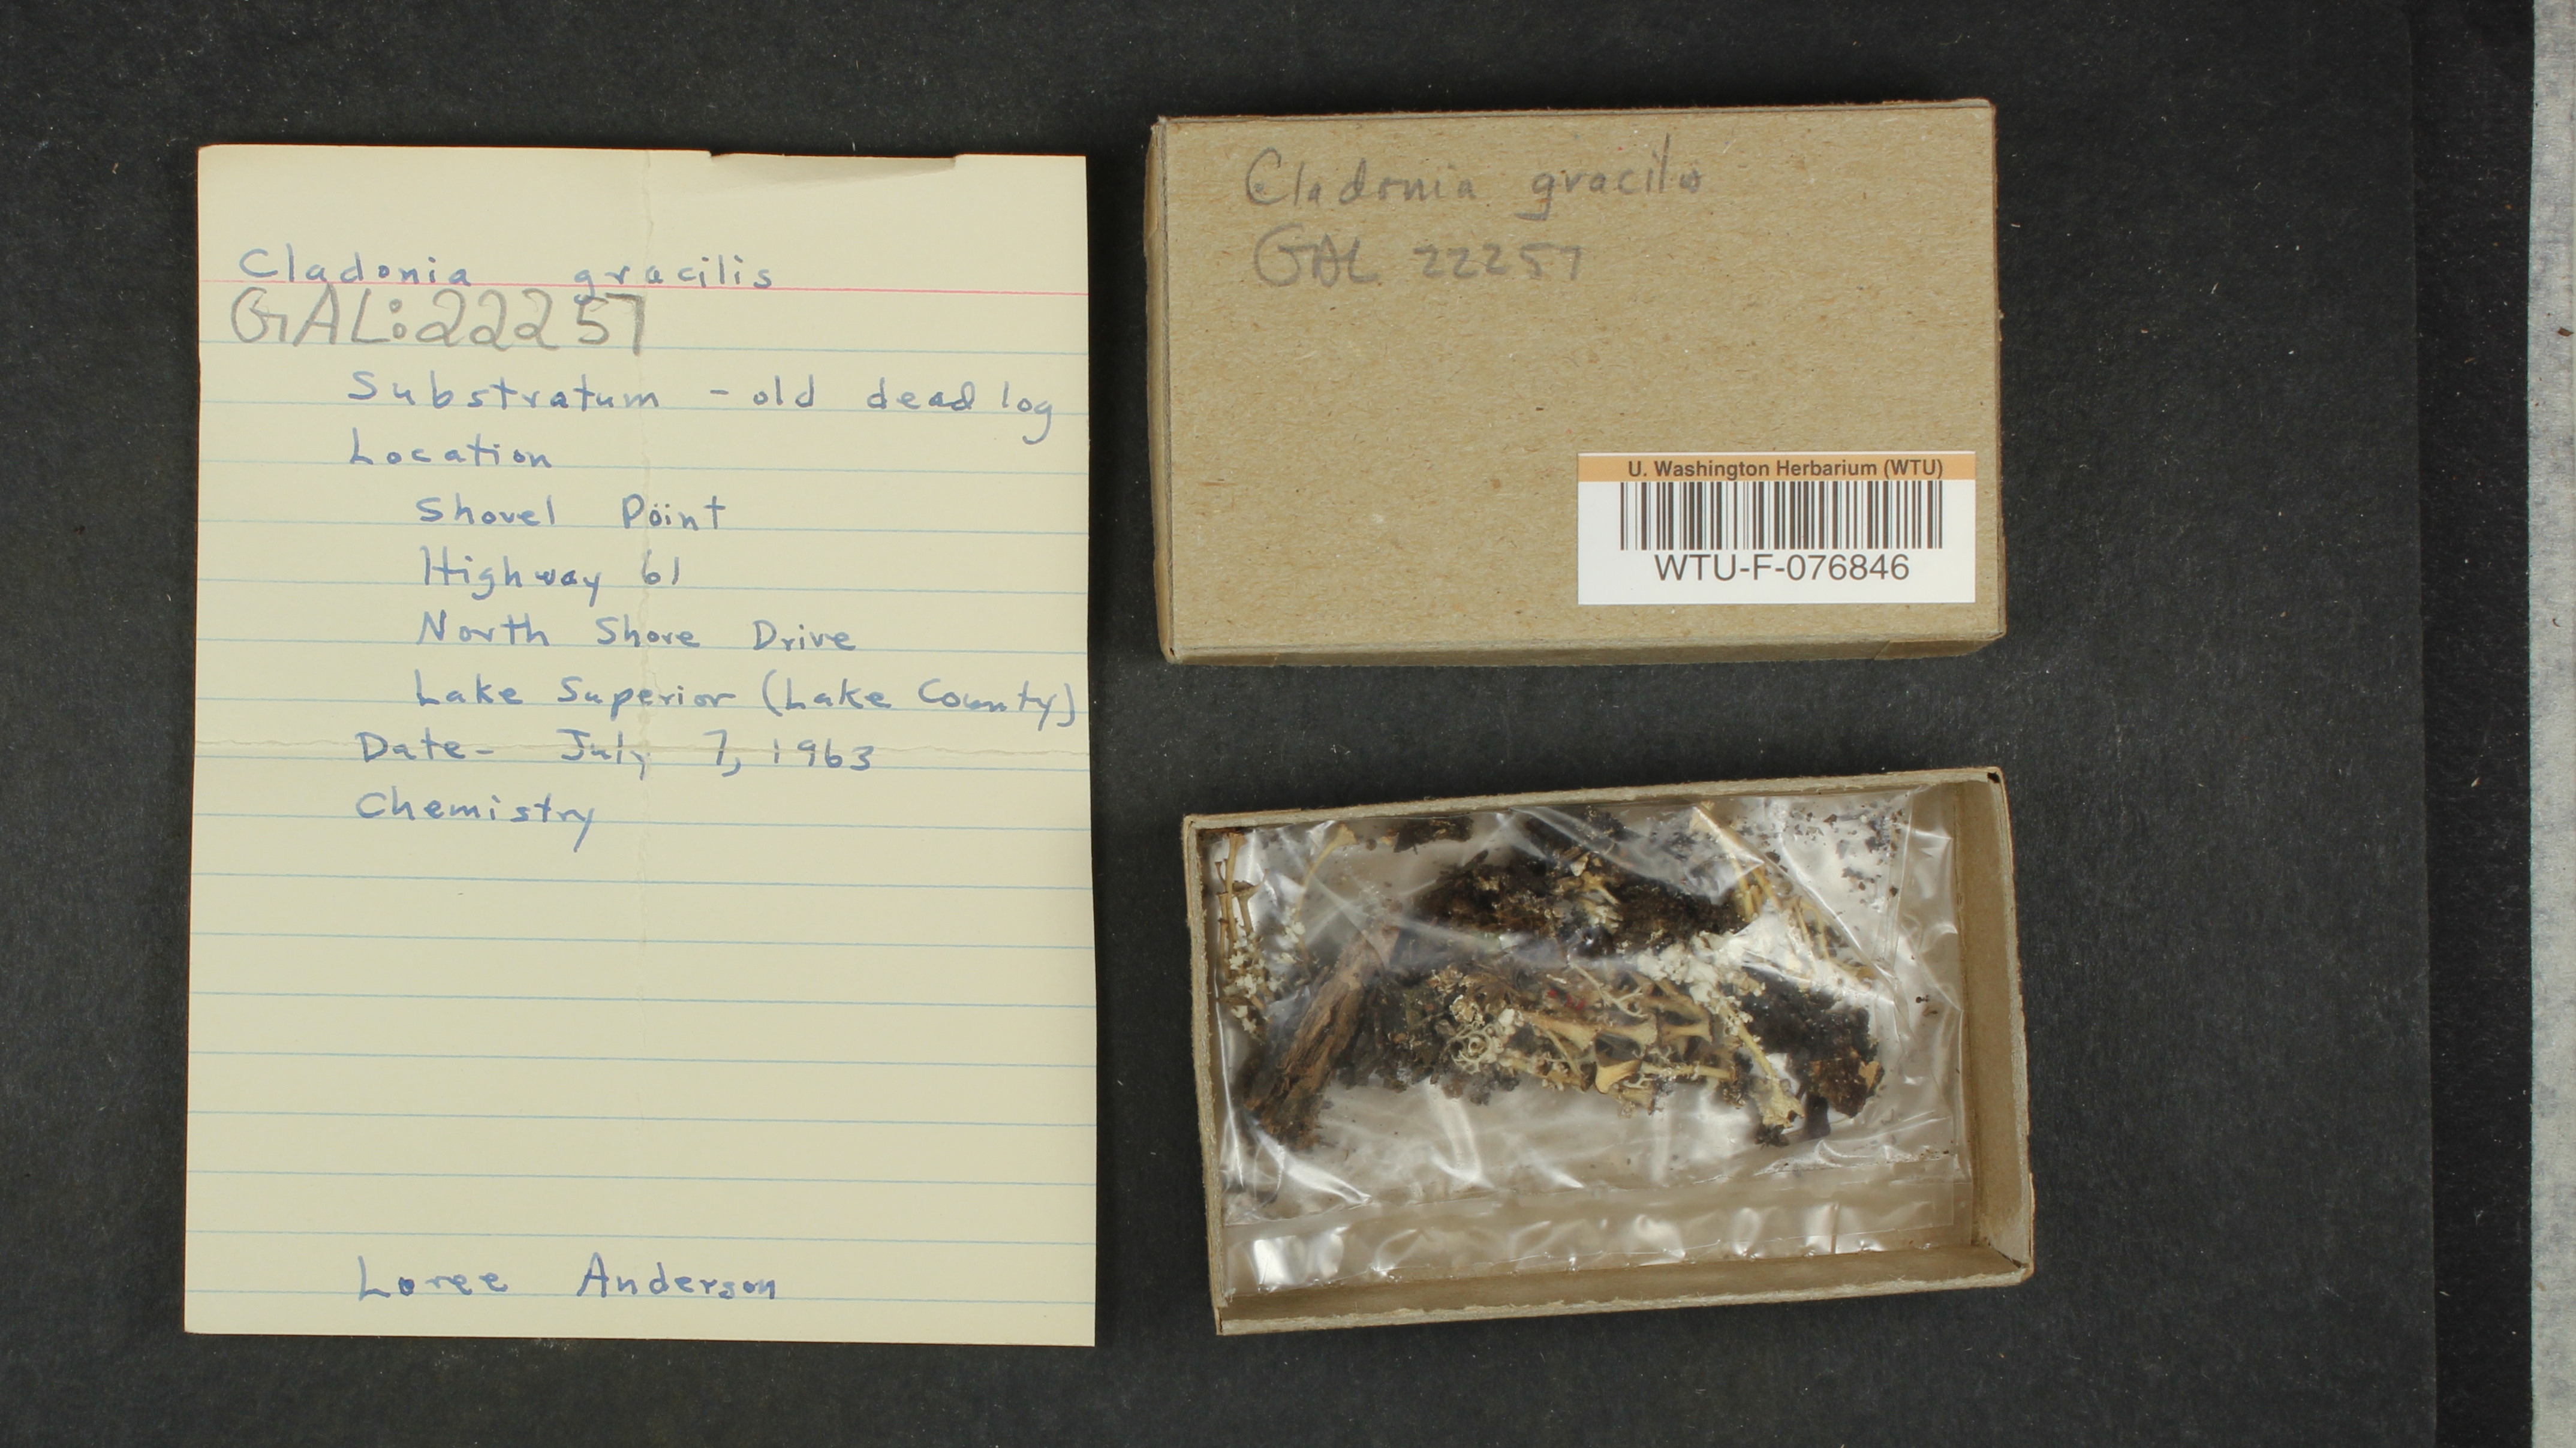 Cladonia gracilis
GAL:22257
Substratum - old dead log
Location
Shovel Point
Highway 61
North Shore Drive
Lake Superior (Lake County)
Date- July 7, 1963
Chemistry
Loree Anderson
Cladonia gracilis
GAL 22257
U. Washington Herbarium (WTU)
WTU-F-076846